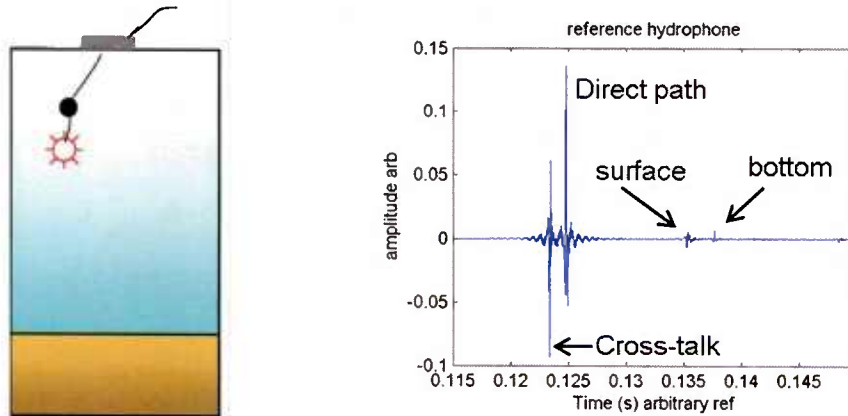 reference hydrophone
0.15
0.1
0.05
0
-0.05
-0.1
amplitude arb
Direct path
surface
bottom
Cross-talk
0.115 0.12 0.125 0.13 0.135 0.14 0.145
Time (s) arbitrary ref